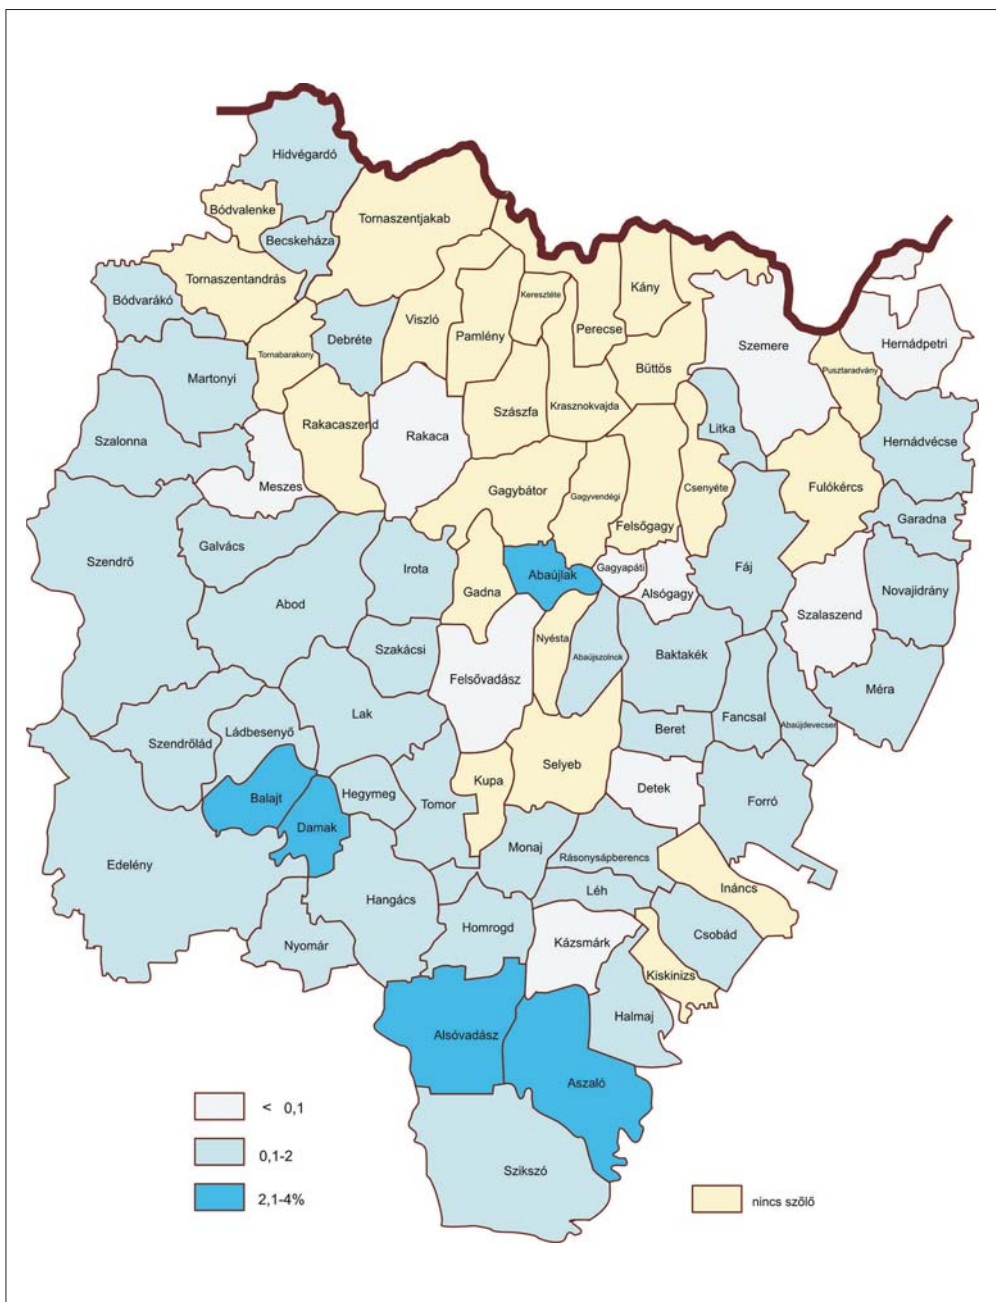 Hidvégardó
Bódvalenke
Tornaszentjakab
Becskeháza
Tornaszentandrás
Kány
Keresztéte
Bódvarákó
Viszló
Pamlény
Perecse
Debréte
Szemere
Hernádpetri
Tornabarakony
Büttös
Pusztaradvány
Martonyi
Szászfa
Krasznokvajda
Rakacaszend
Rakaca
Litka
Szalonna
Hernádvécse
Meszes
Gagybátor
Gagyvendégi
Csenyéte
Fulókércs
Garadna
Felsőgagy
Galvács
Szendrő
Irota
Abaújlak
Gagyapáti
Fáj
Gadna
Alsógagy
Novajidrány
Abod
Szalaszend
Nyésta
Szakácsi
Abaújszolnok
Baktakék
Felsővadász
Méra
Lak
Szendrőlád
Ládbesenyő
Beret
Fancsal
Abaújdevecser
Selyeb
Kupa
Detek
Balajt
Hegymeg
Tomor
Forró
Damak
Monaj
Edelény
Rásonysápberencs
Ináncs
Léh
Hangács
Homrogd
Csobád
Nyomár
Kázsmárk
Kiskinizs
Halmaj
Alsóvadász
Aszaló
Szikszó
< 0,1
0,1-2
2,1-4%
nincs szőlő